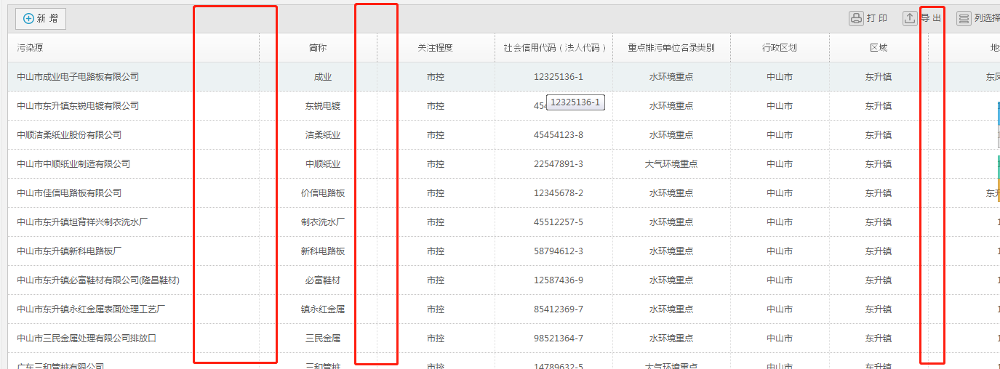 新 增 打 印 导 出 列选择
污染源 简称 关注程度 社会信用代码（法人代码） 重点排污单位名录类别 行政区划 区域
中山市成业电子电路板有限公司 成业 市控 12325136-1 水环境重点 中山市 东升镇 东凤
中山市东升镇东锐电镀有限公司 东锐电镀 市控 454 12325136-1 水环境重点 中山市 东升镇
中顺洁柔纸业股份有限公司 洁柔纸业 市控 45454123-8 水环境重点 中山市 东升镇
中山市中顺纸业制造有限公司 中顺纸业 市控 22547891-3 大气环境重点 中山市 东升镇
中山市佳信电路板有限公司 价信电路板 市控 12345678-2 水环境重点 中山市 东升镇 东升
中山市东升镇坦背祥兴制衣洗水厂 制衣洗水厂 市控 45512257-5 水环境重点 中山市 东升镇 1
中山市东升镇新科电路板厂 新科电路板 市控 58794612-3 水环境重点 中山市 东升镇 1
中山市东升镇必富鞋材有限公司(隆昌鞋材) 必富鞋材 市控 12587436-9 水环境重点 中山市 东升镇 1
中山市东升镇永红金属表面处理工艺厂 镇永红金属 市控 85412369-7 水环境重点 中山市 东升镇 1
中山市三民金属处理有限公司排放口 三民金属 市控 98521364-7 水环境重点 中山市 东升镇 1
广东三和管桩有限公司 三和管桩 市控 14789632-5 大气环境重点 中山市 东升镇 1